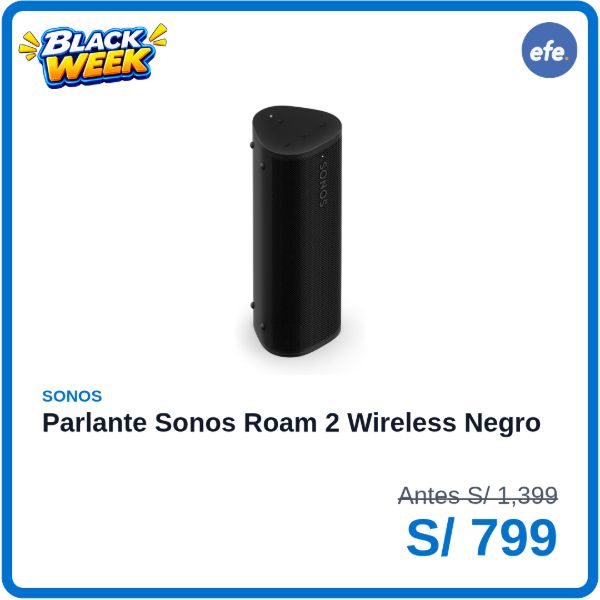 BLACK
WEEK
efe.
SONOS
SONOS
Parlante Sonos Roam 2 Wireless Negro
Antes S/ 1,399
S/ 799